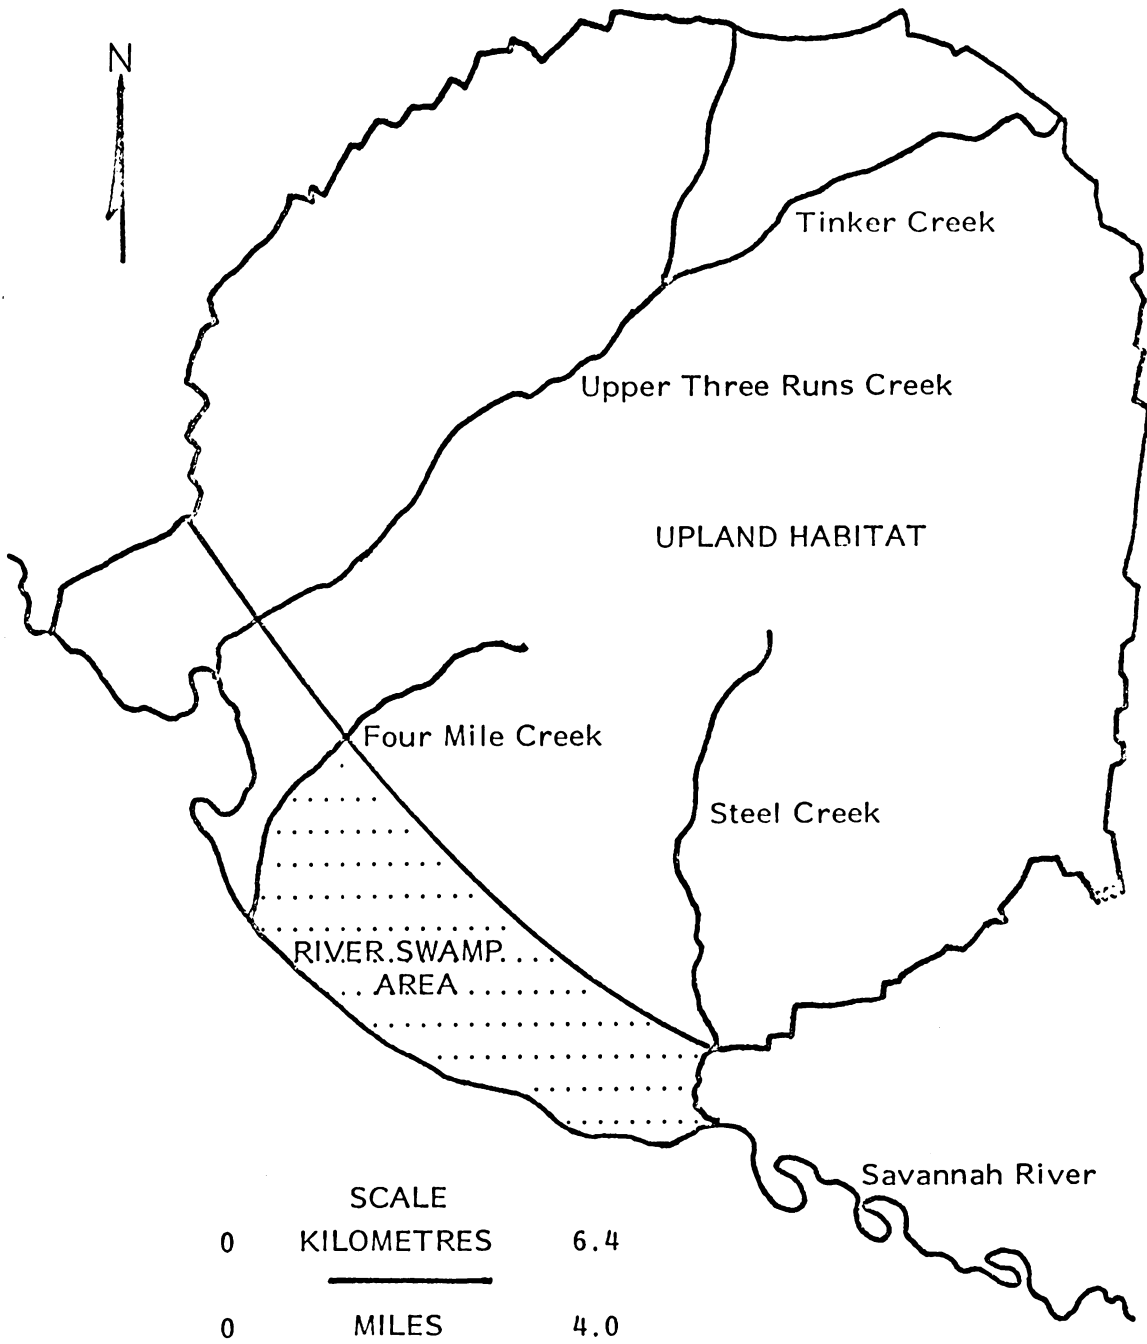 N
Tinker Creek
Upper Three Runs Creek
UPLAND HABITAT
Four Mile Creek
Steel Creek
RIVER SWAMP
AREA
Savannah River
SCALE
0 KILOMETRES 6.4
0 MILES 4.0